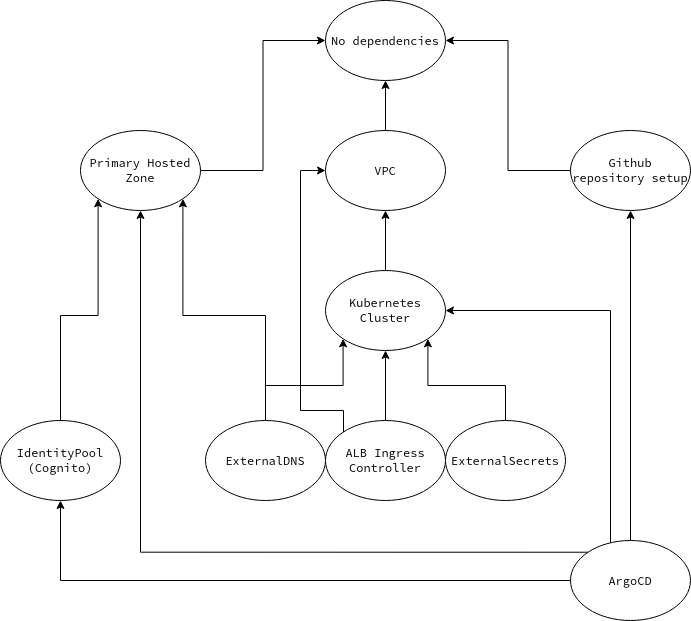 No dependencies
Primary Hosted
Zone
VPC
Github
repository setup
Kubernetes
Cluster
IdentityPool
(Cognito)
ExternalDNS
ALB Ingress
Controller
ExternalSecrets
ArgoCD